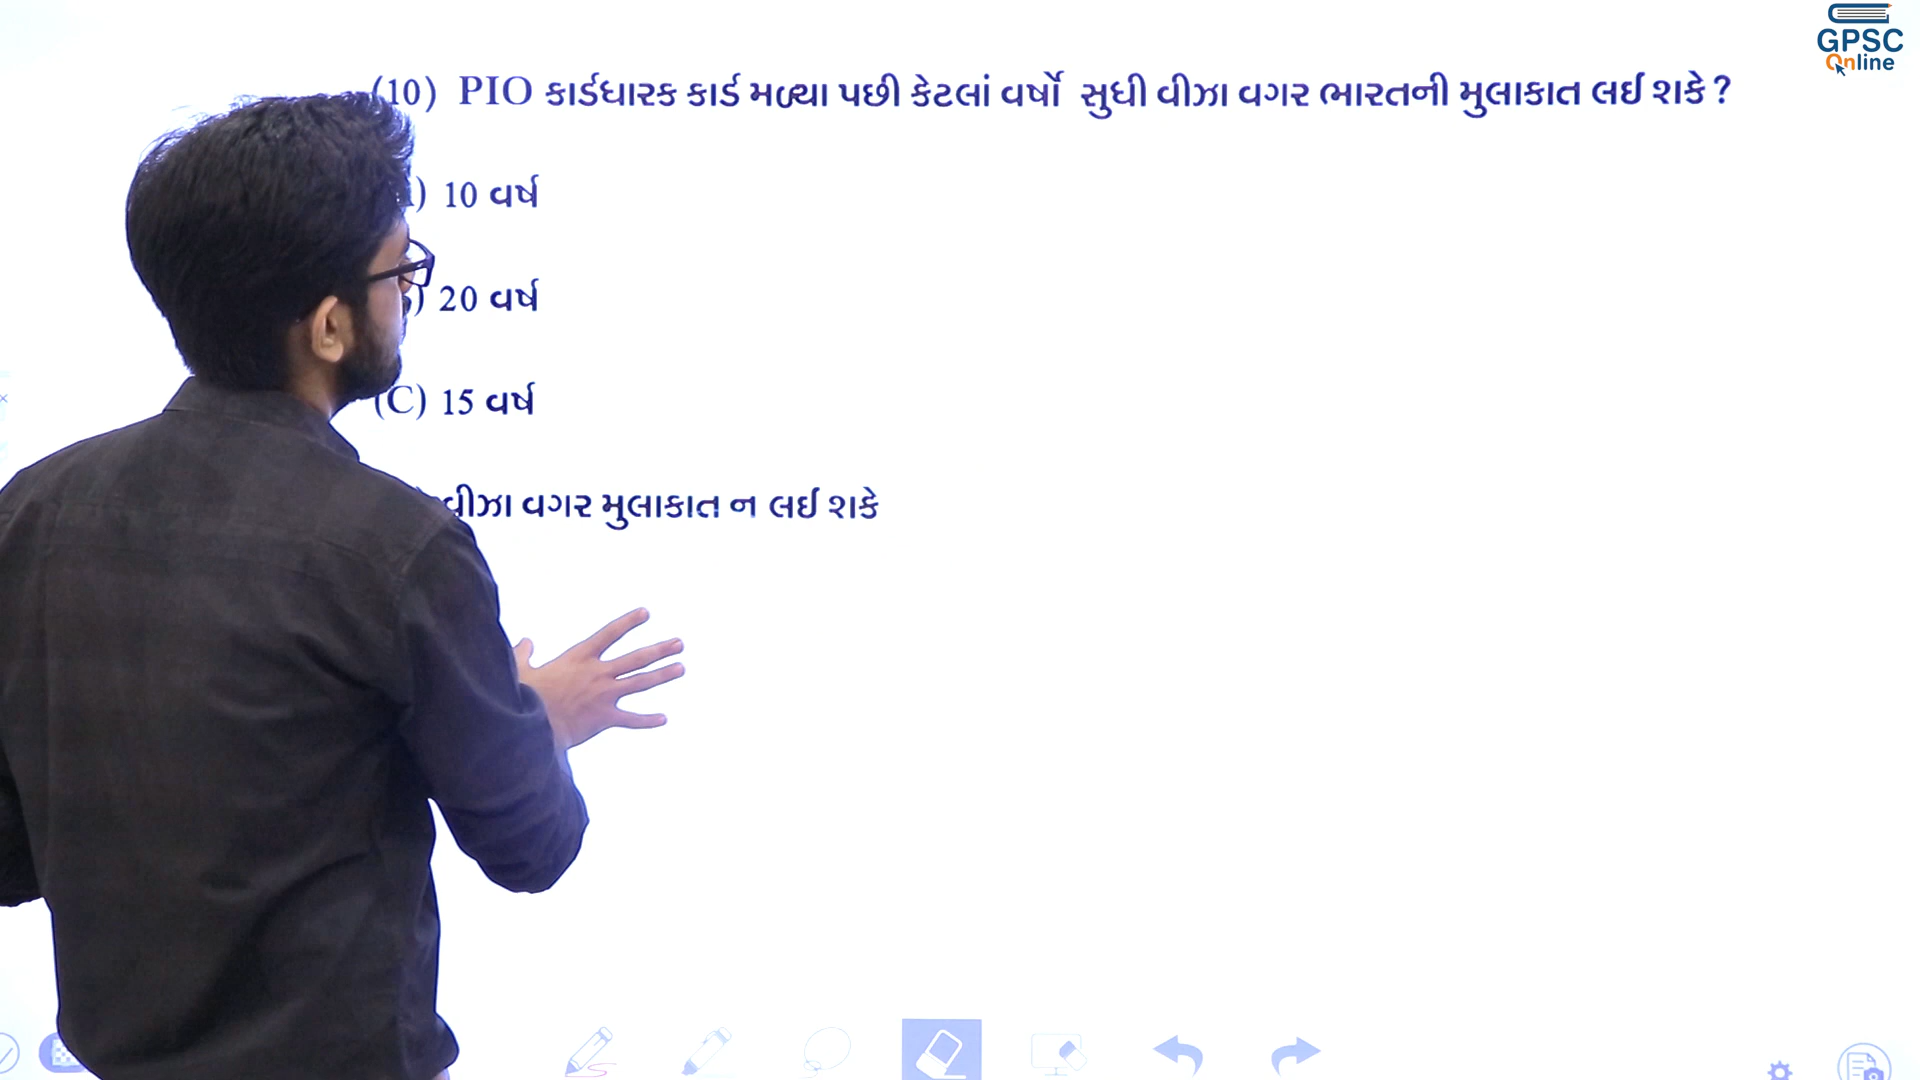 GPSC
Online
(10) PIO કાર્ડધારક કાર્ડ મળ્યા પછી કેટલાં વર્ષો સુધી વીઝા વગર ભારતની મુલાકાત લઈ શકે ?
) 10 વર્ષ
) 20 વર્ષ
(C) 15 વર્ષ
વીઝા વગર મુલાકાત ન લઈ શકે